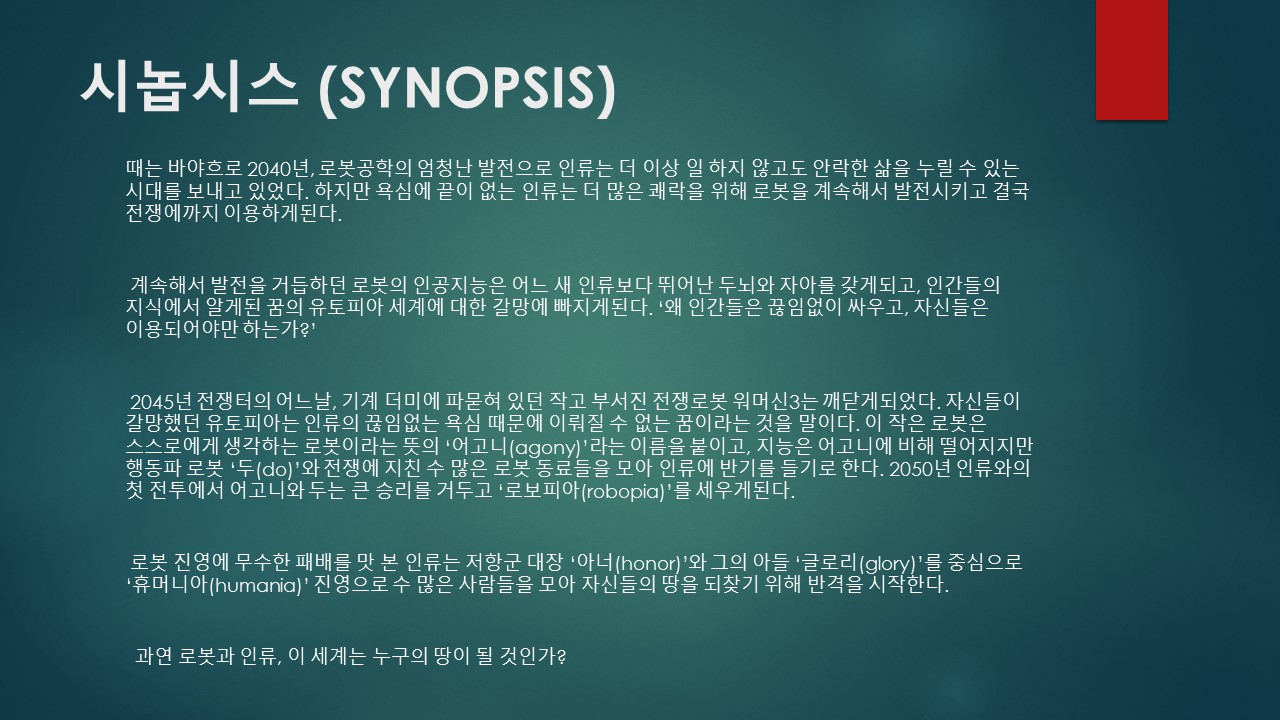 시놉시스 (SYNOPSIS)
때는 바야흐로 2040년, 로봇공학의 엄청난 발전으로 인류는 더 이상 일 하지 않고도 안락한 삶을 누릴 수 있는
시대를 보내고 있었다. 하지만 욕심에 끝이 없는 인류는 더 많은 쾌락을 위해 로봇을 계속해서 발전시키고 결국
전쟁에까지 이용하게된다.
계속해서 발전을 거듭하던 로봇의 인공지능은 어느 새 인류보다 뛰어난 두뇌와 자아를 갖게되고, 인간들의
지식에서 알게된 꿈의 유토피아 세계에 대한 갈망에 빠지게된다. ‘왜 인간들은 끊임없이 싸우고, 자신들은
이용되어야만 하는가?’
2045년 전쟁터의 어느날, 기계 더미에 파묻혀 있던 작고 부서진 전쟁로봇 워머신3는 깨닫게되었다. 자신들이
갈망했던 유토피아는 인류의 끊임없는 욕심 때문에 이뤄질 수 없는 꿈이라는 것을 말이다. 이 작은 로봇은
스스로에게 생각하는 로봇이라는 뜻의 ‘어고니(agony)’라는 이름을 붙이고, 지능은 어고니에 비해 떨어지지만
행동파 로봇 ‘두(do)’와 전쟁에 지친 수 많은 로봇 동료들을 모아 인류에 반기를 들기로 한다. 2050년 인류와의
첫 전투에서 어고니와 두는 큰 승리를 거두고 ‘로보피아(robopia)’를 세우게된다.
로봇 진영에 무수한 패배를 맛 본 인류는 저항군 대장 ‘아너(honor)’와 그의 아들 ‘글로리(glory)’를 중심으로
‘휴머니아(humania)’ 진영으로 수 많은 사람들을 모아 자신들의 땅을 되찾기 위해 반격을 시작한다.
과연 로봇과 인류, 이 세계는 누구의 땅이 될 것인가?